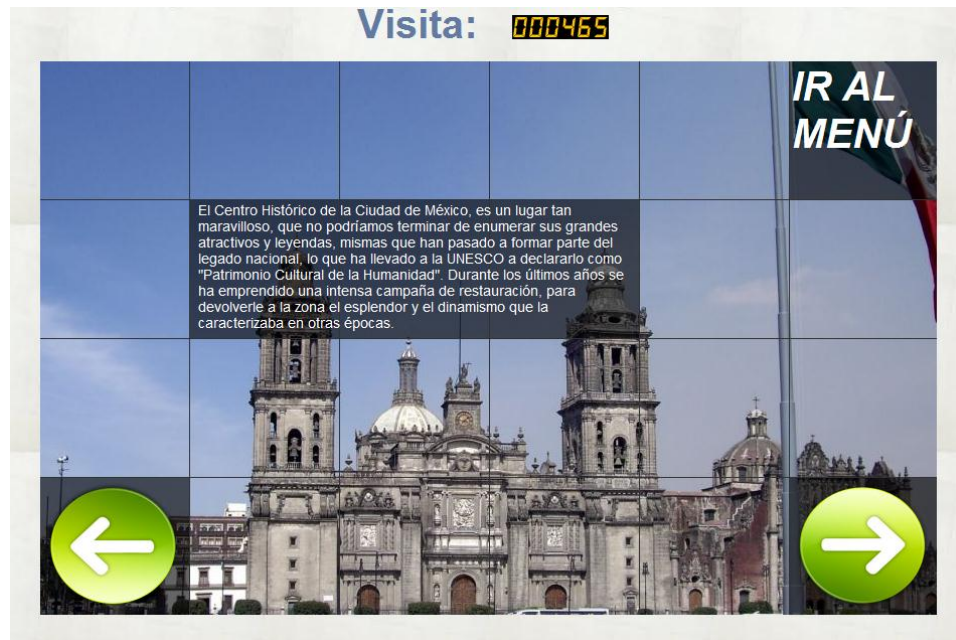 Visita: 000465
IR AL
MENÚ
El Centro Histórico de la Ciudad de México, es un lugar tan
maravilloso, que no podríamos terminar de enumerar sus grandes
atractivos y leyendas, mismas que han pasado a formar parte del
legado nacional, lo que ha llevado a la UNESCO a declararlo como
"Patrimonio Cultural de la Humanidad". Durante los últimos años se
ha emprendido una intensa campaña de restauración, para
devolverle a la zona el esplendor y el dinamismo que la
caracterizaba en otras épocas.